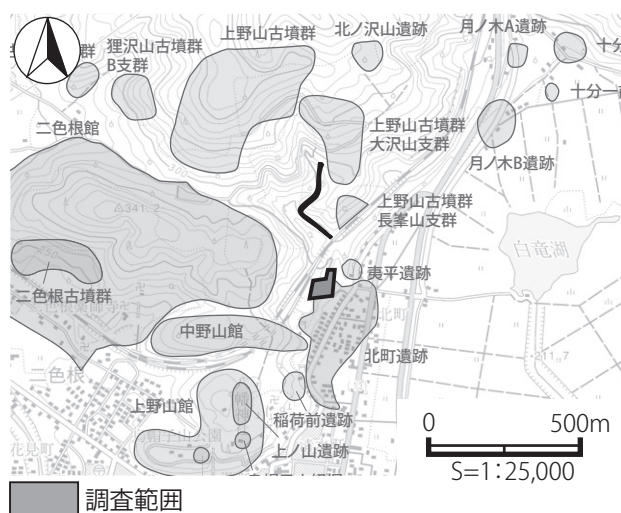 上野山古墳群
北ノ沢山遺跡
月ノ木A遺跡
狸沢山古墳群
B支群
群
十分
十分一
二色根館
上野山古墳群
大沢山支群
月ノ木B遺跡
上野山古墳群
長峯山支群
△341.2
白竜湖
二色根古墳群
夷平遺跡
北町
・211.7
中野山館
北町遺跡
二色根
上野山館
稲荷前遺跡
花見町
上ノ山遺跡
0 500m
S=1:25,000
調査範囲